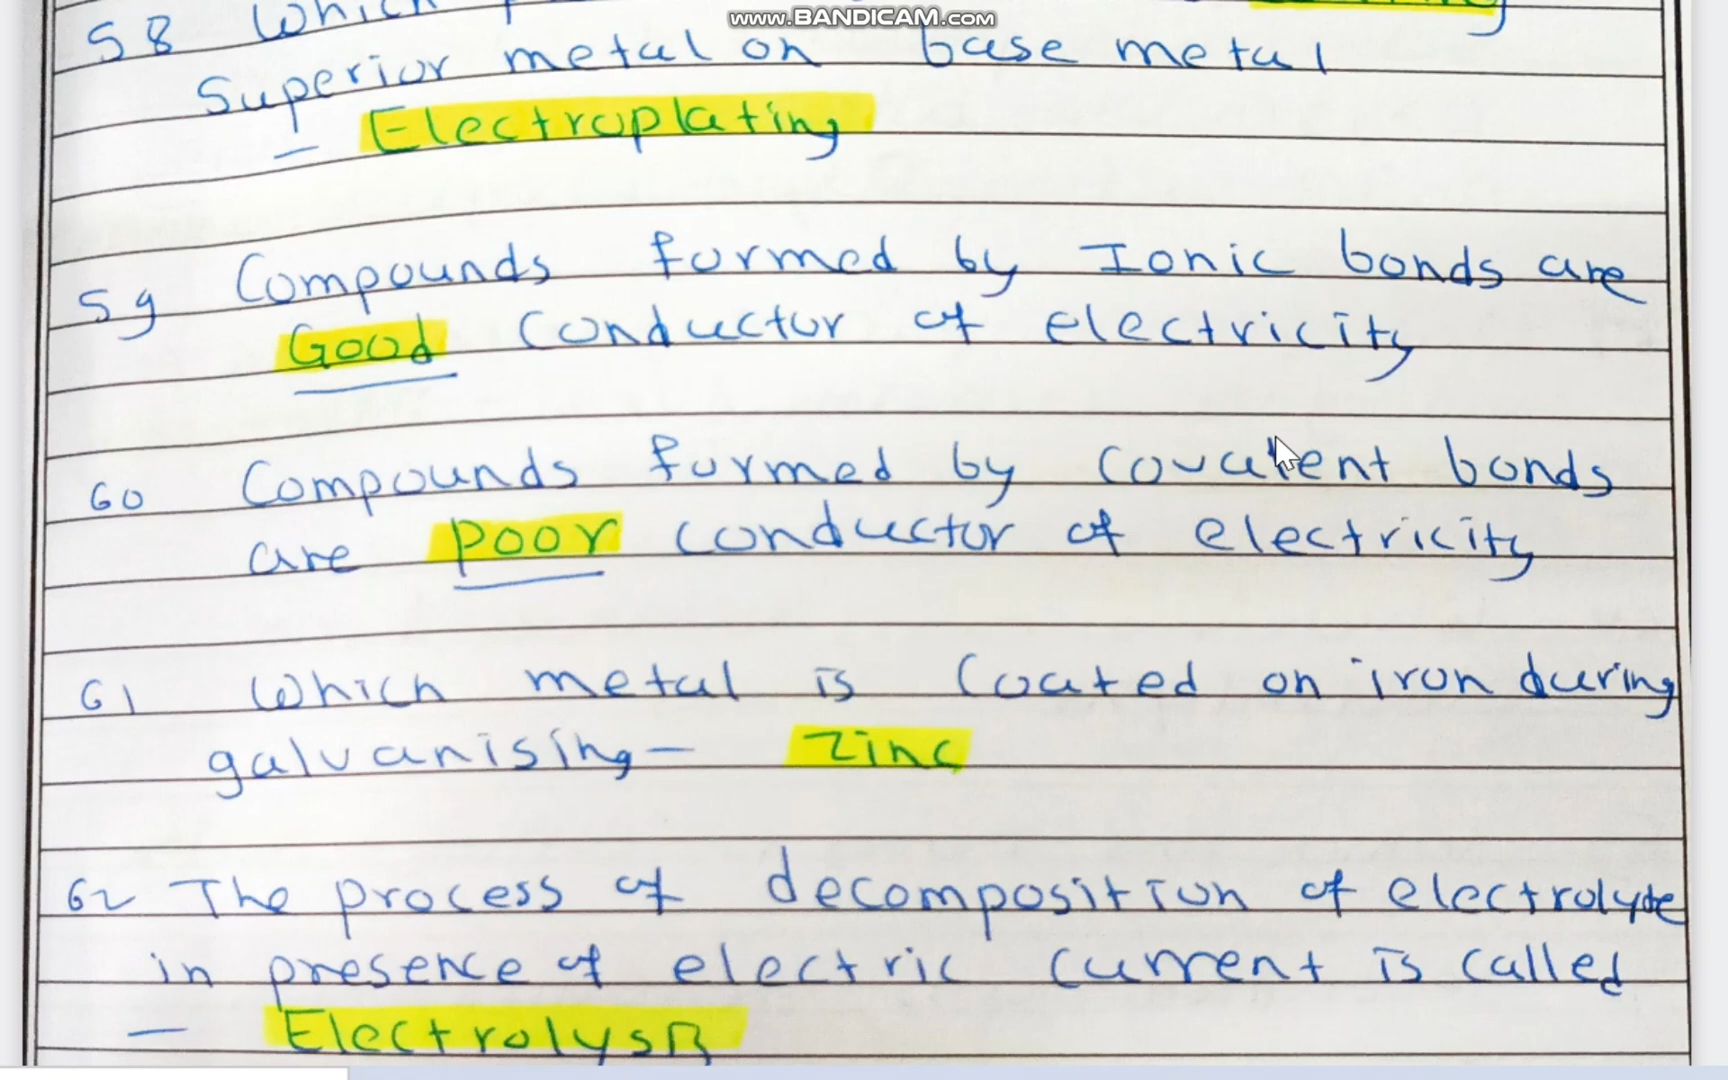 www.BANDICAM.com
58 Which
Superior metal on base metal
- Electroplating
59 Compounds formed by Ionic bonds are
Good conductor of electricity
60 Compounds formed by covalent bonds
are poor conductor of electricity
61 Which metal is coated on iron during
galvanising - Zinc
62 The process of decomposition of electrolyte
in presence of electric current is called
- Electrolysis